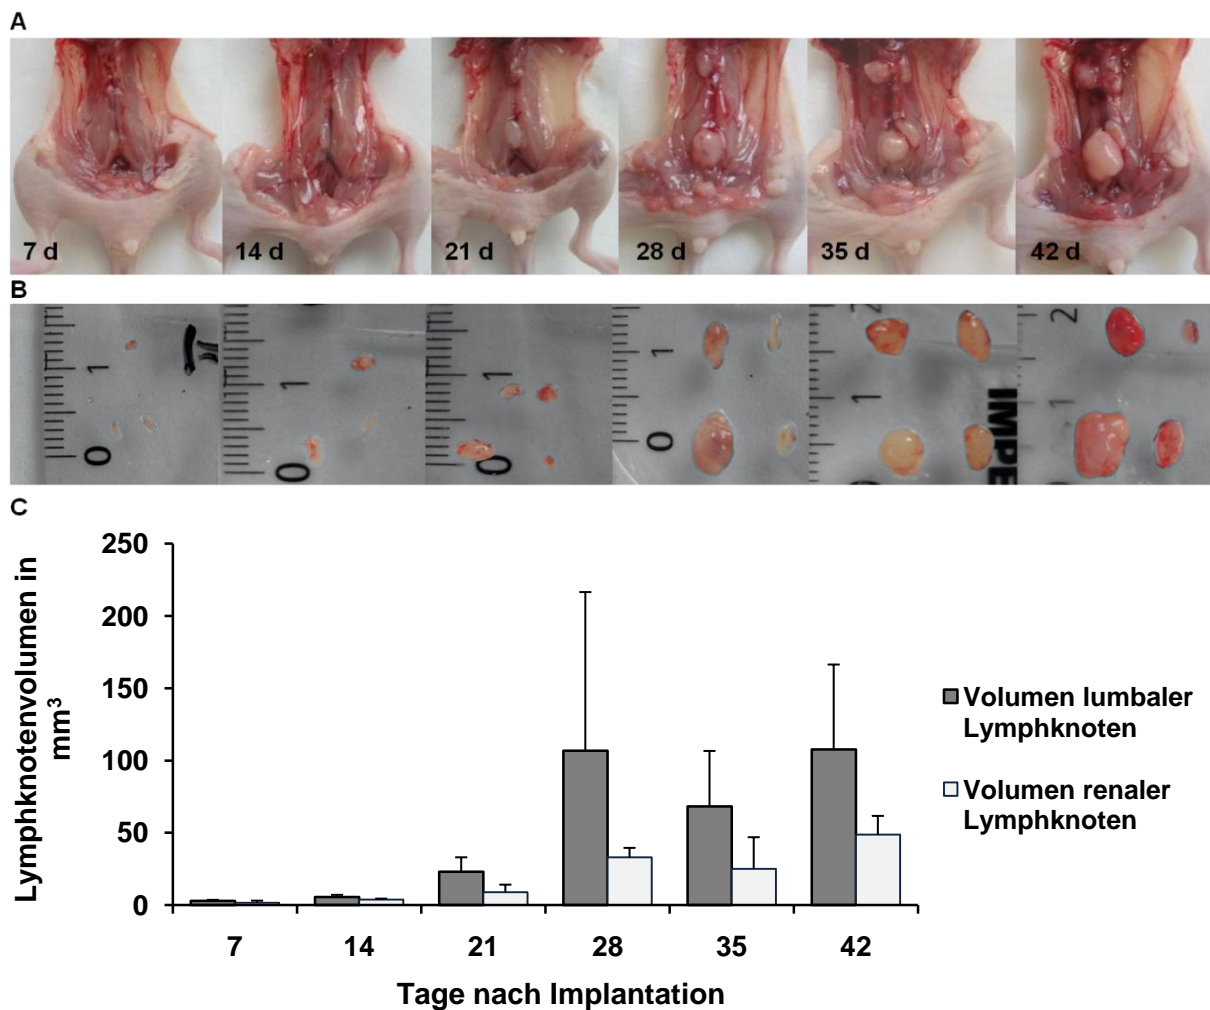 A
7 d
14 d
21 d
28 d
35 d
42 d
B
1
0
1
0
1
0
1
0
2
1
IMPE
2
1
C
Lymphknotenvolumen in
mm³
250
200
150
100
50
0
7
14
21
28
35
42
Tage nach Implantation
Volumen lumbaler
Lymphknoten
Volumen renaler
Lymphknoten